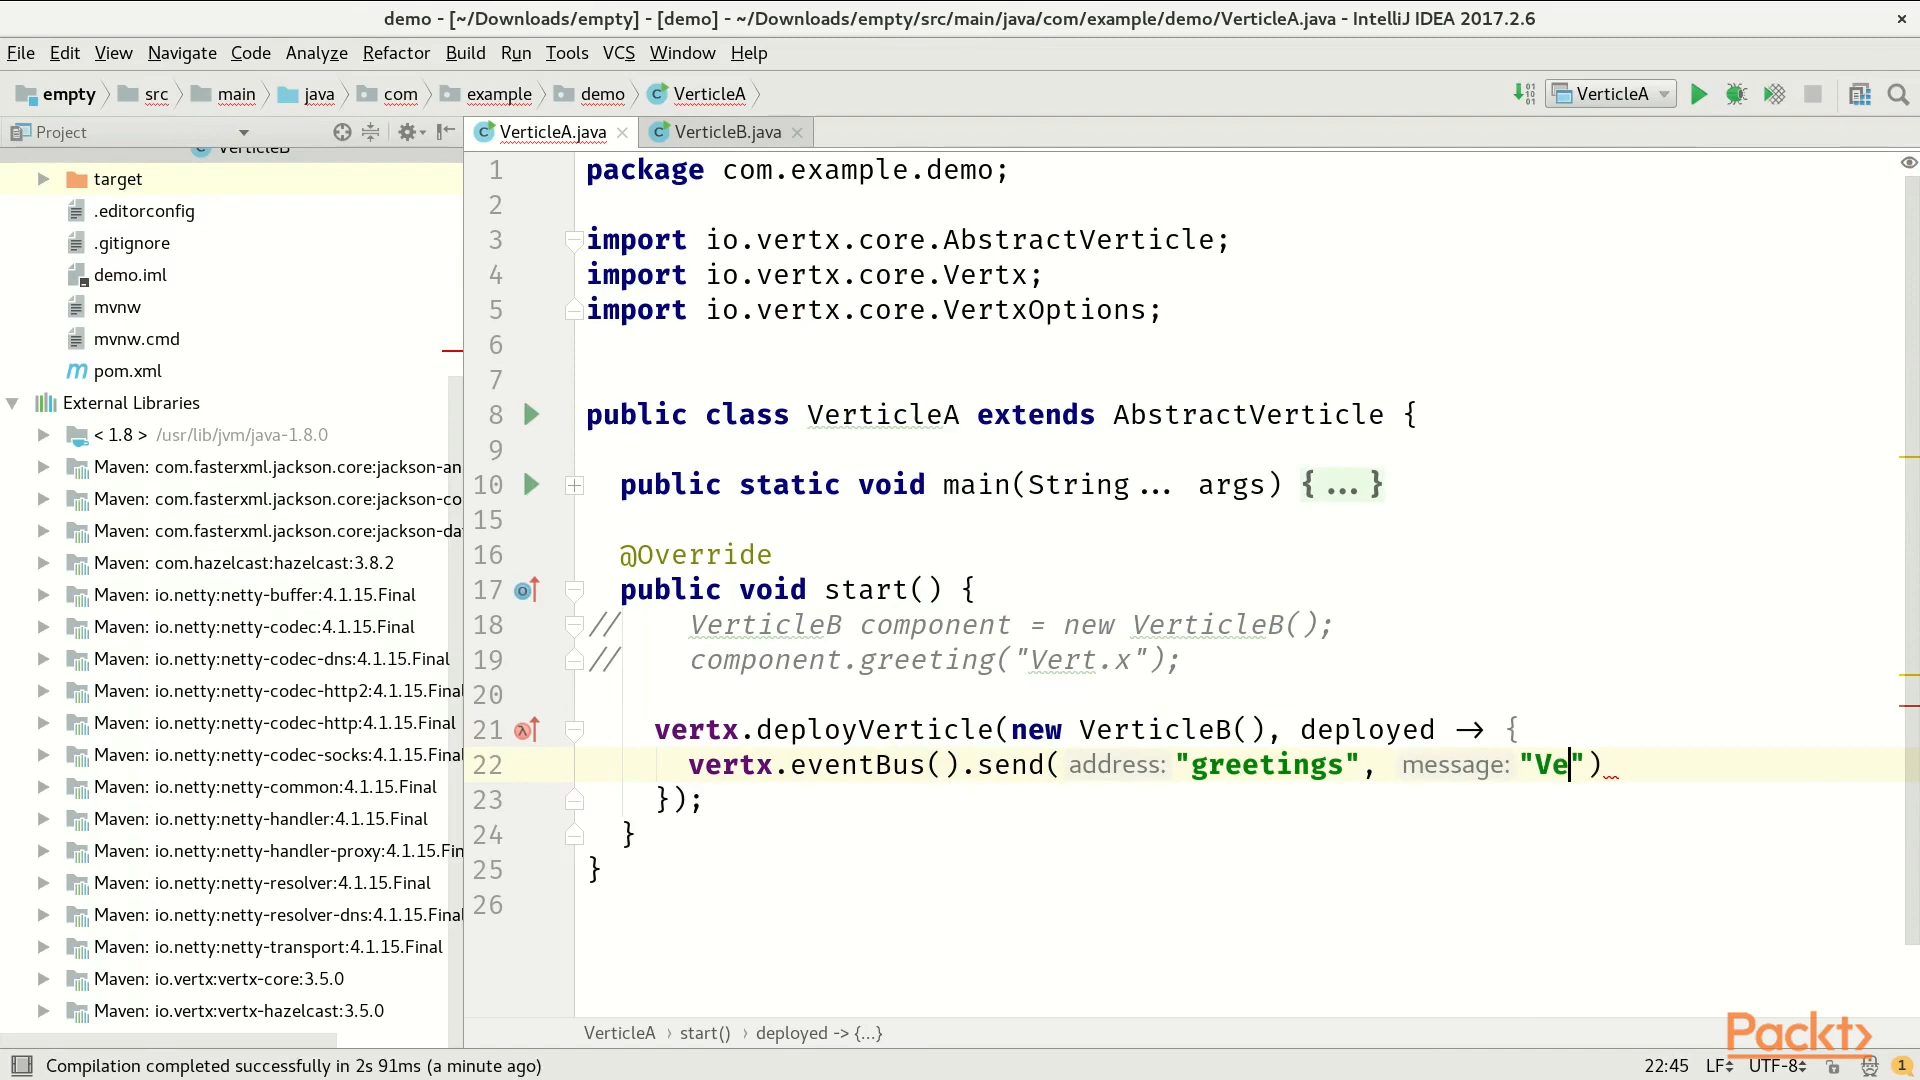 demo - [~/Downloads/empty] - [demo] - ~/Downloads/empty/src/main/java/com/example/demo/VerticleA.java - IntelliJ IDEA 2017.2.6
File Edit View Navigate Code Analyze Refactor Build Run Tools VCS Window Help
empty src main java com example demo VerticleA VerticleA
Project VerticleA.java VerticleB.java
VerticleB
target
.editorconfig
.gitignore
demo.iml
mvnw
mvnw.cmd
pom.xml
External Libraries
< 1.8 > /usr/lib/jvm/java-1.8.0
Maven: com.fasterxml.jackson.core:jackson-an
Maven: com.fasterxml.jackson.core:jackson-co
Maven: com.fasterxml.jackson.core:jackson-da
Maven: com.hazelcast:hazelcast:3.8.2
Maven: io.netty:netty-buffer:4.1.15.Final
Maven: io.netty:netty-codec:4.1.15.Final
Maven: io.netty:netty-codec-dns:4.1.15.Final
Maven: io.netty:netty-codec-http2:4.1.15.Final
Maven: io.netty:netty-codec-http:4.1.15.Final
Maven: io.netty:netty-codec-socks:4.1.15.Final
Maven: io.netty:netty-common:4.1.15.Final
Maven: io.netty:netty-handler:4.1.15.Final
Maven: io.netty:netty-handler-proxy:4.1.15.Fin
Maven: io.netty:netty-resolver:4.1.15.Final
Maven: io.netty:netty-resolver-dns:4.1.15.Final
Maven: io.netty:netty-transport:4.1.15.Final
Maven: io.vertx:vertx-core:3.5.0
Maven: io.vertx:vertx-hazelcast:3.5.0
1 package com.example.demo;
2
3 import io.vertx.core.AbstractVerticle;
4 import io.vertx.core.Vertx;
5 import io.vertx.core.VertxOptions;
6
7
8 public class VerticleA extends AbstractVerticle {
9
10 public static void main(String... args) {...}
15
16 @Override
17 public void start() {
18 // VerticleB component = new VerticleB();
19 // component.greeting("Vert.x");
20
21 vertx.deployVerticle(new VerticleB(), deployed -> {
22 vertx.eventBus().send( address: "greetings", message: "Ve")
23 });
24 }
25 }
26
VerticleA › start() › deployed -> {...}
Packt>
Compilation completed successfully in 2s 91ms (a minute ago) 22:45 LF UTF-8 1